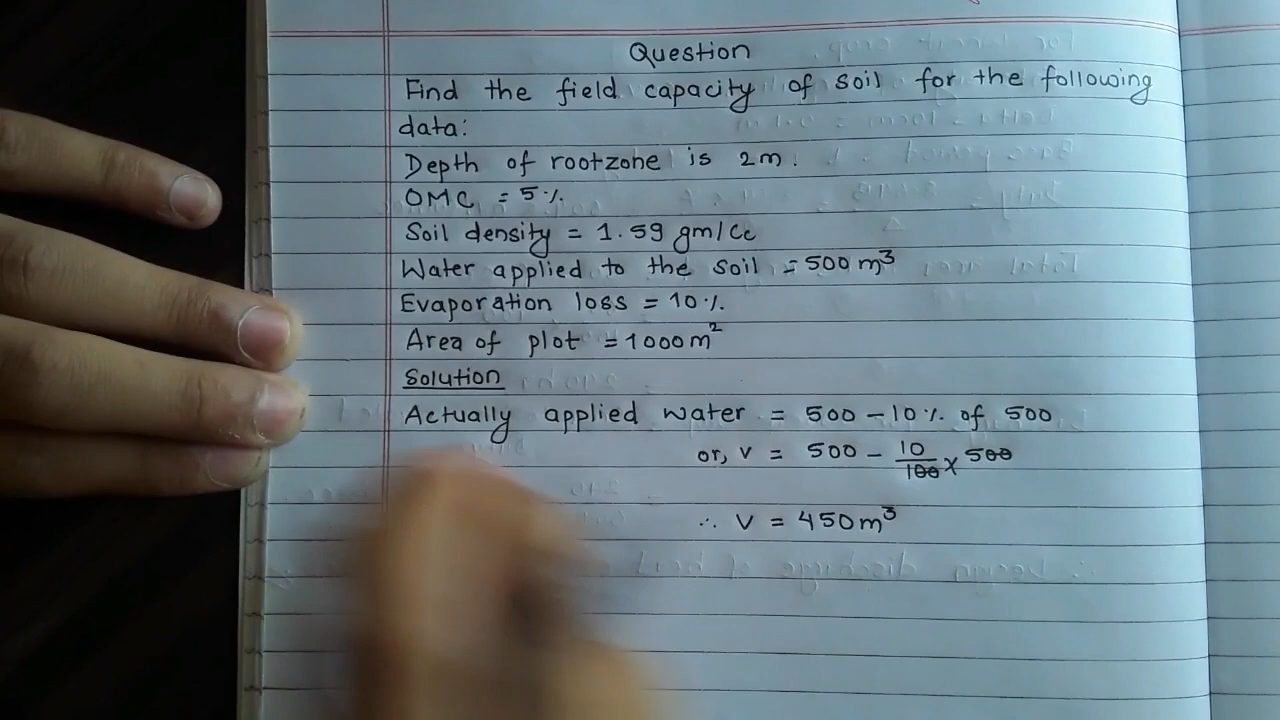 Question
Find the field capacity of soil for the following
data:
Depth of rootzone is 2m.
OMC = 5%
Soil density = 1.59 gm/cc
Water applied to the soil = 500 m³
Evaporation loss = 10%
Area of plot = 1000 m²
Solution
Actually applied water = 500 - 10% of 500
or, V = 500 - 10/100 × 500
∴ V = 450 m³